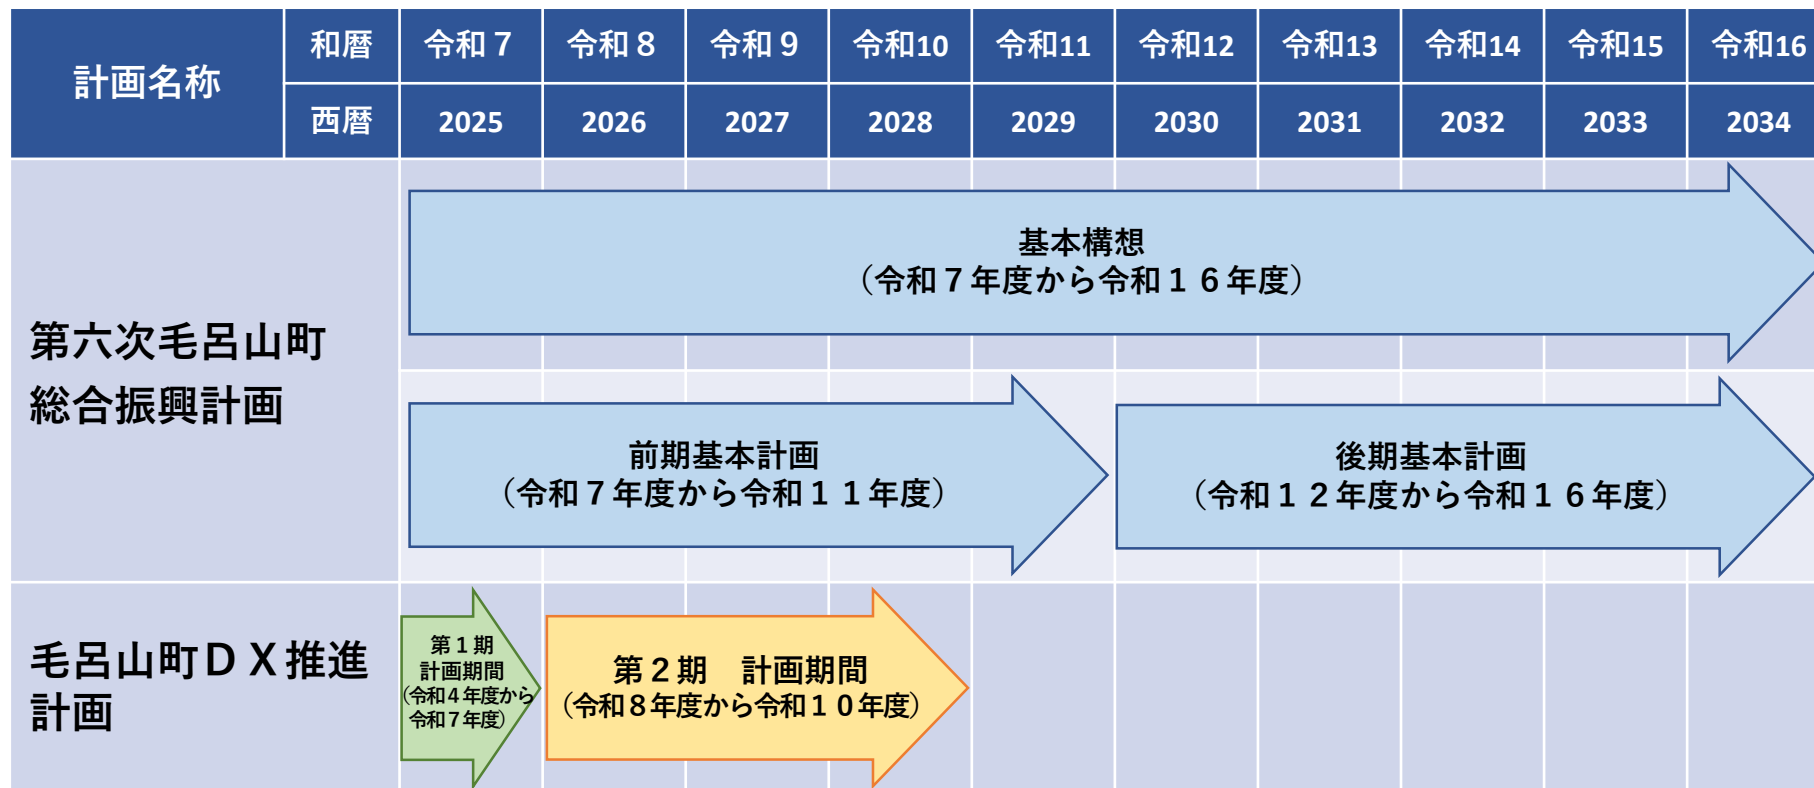 計画名称
和暦 令和７ 令和８ 令和９ 令和10 令和11 令和12 令和13 令和14 令和15 令和16
西暦 2025 2026 2027 2028 2029 2030 2031 2032 2033 2034
第六次毛呂山町
総合振興計画
基本構想
（令和７年度から令和１６年度）
前期基本計画
（令和７年度から令和１１年度）
後期基本計画
（令和１２年度から令和１６年度）
毛呂山町ＤＸ推進
計画
第１期
計画期間
（令和４年度から
令和７年度）
第２期　計画期間
（令和８年度から令和１０年度）